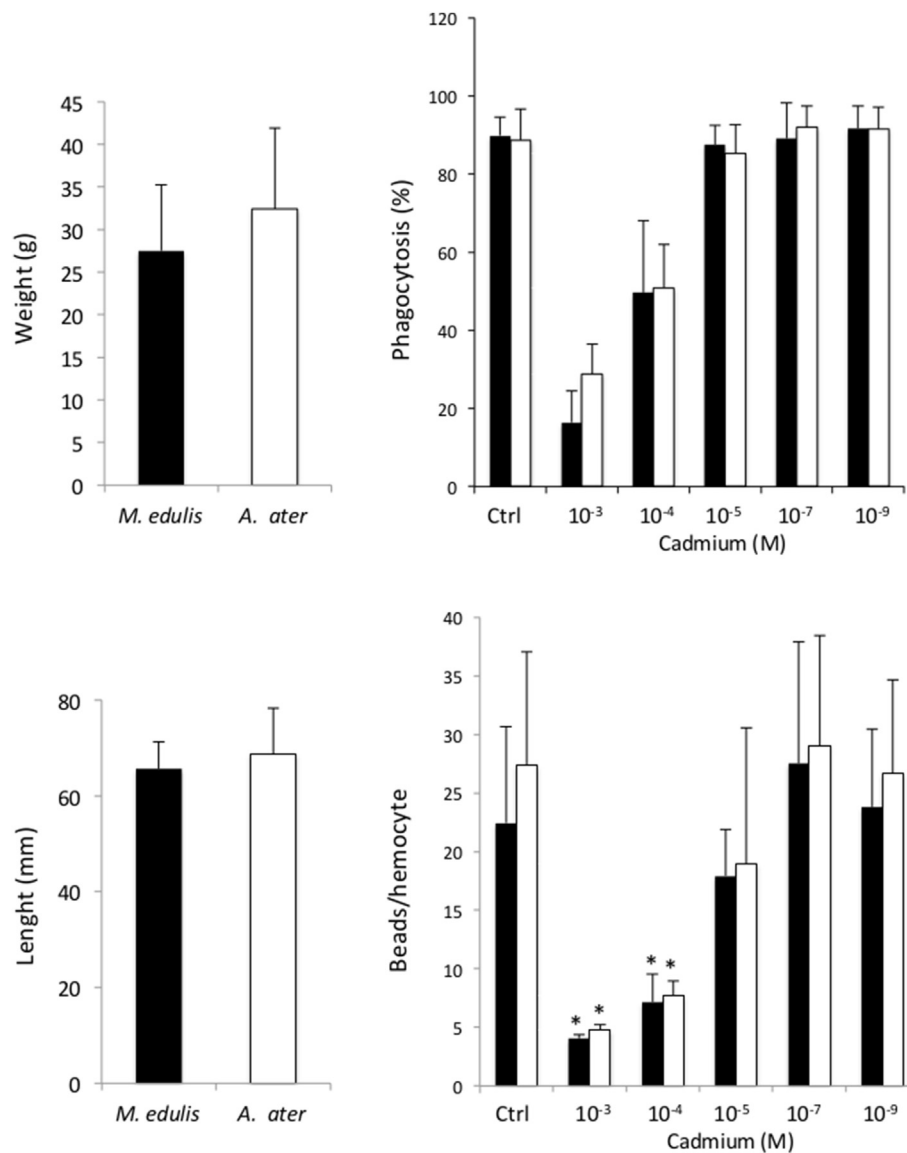 Weight (g)
45
40
35
30
25
20
15
10
5
0
M. edulis A. ater
Phagocytosis (%)
120
100
80
60
40
20
0
Ctrl 10⁻³ 10⁻⁴ 10⁻⁵ 10⁻⁷ 10⁻⁹
Cadmium (M)
Lenght (mm)
80
60
40
20
0
M. edulis A. ater
Beads/hemocyte
40
35
30
25
20
15
10
5
0
* * * *
Ctrl 10⁻³ 10⁻⁴ 10⁻⁵ 10⁻⁷ 10⁻⁹
Cadmium (M)